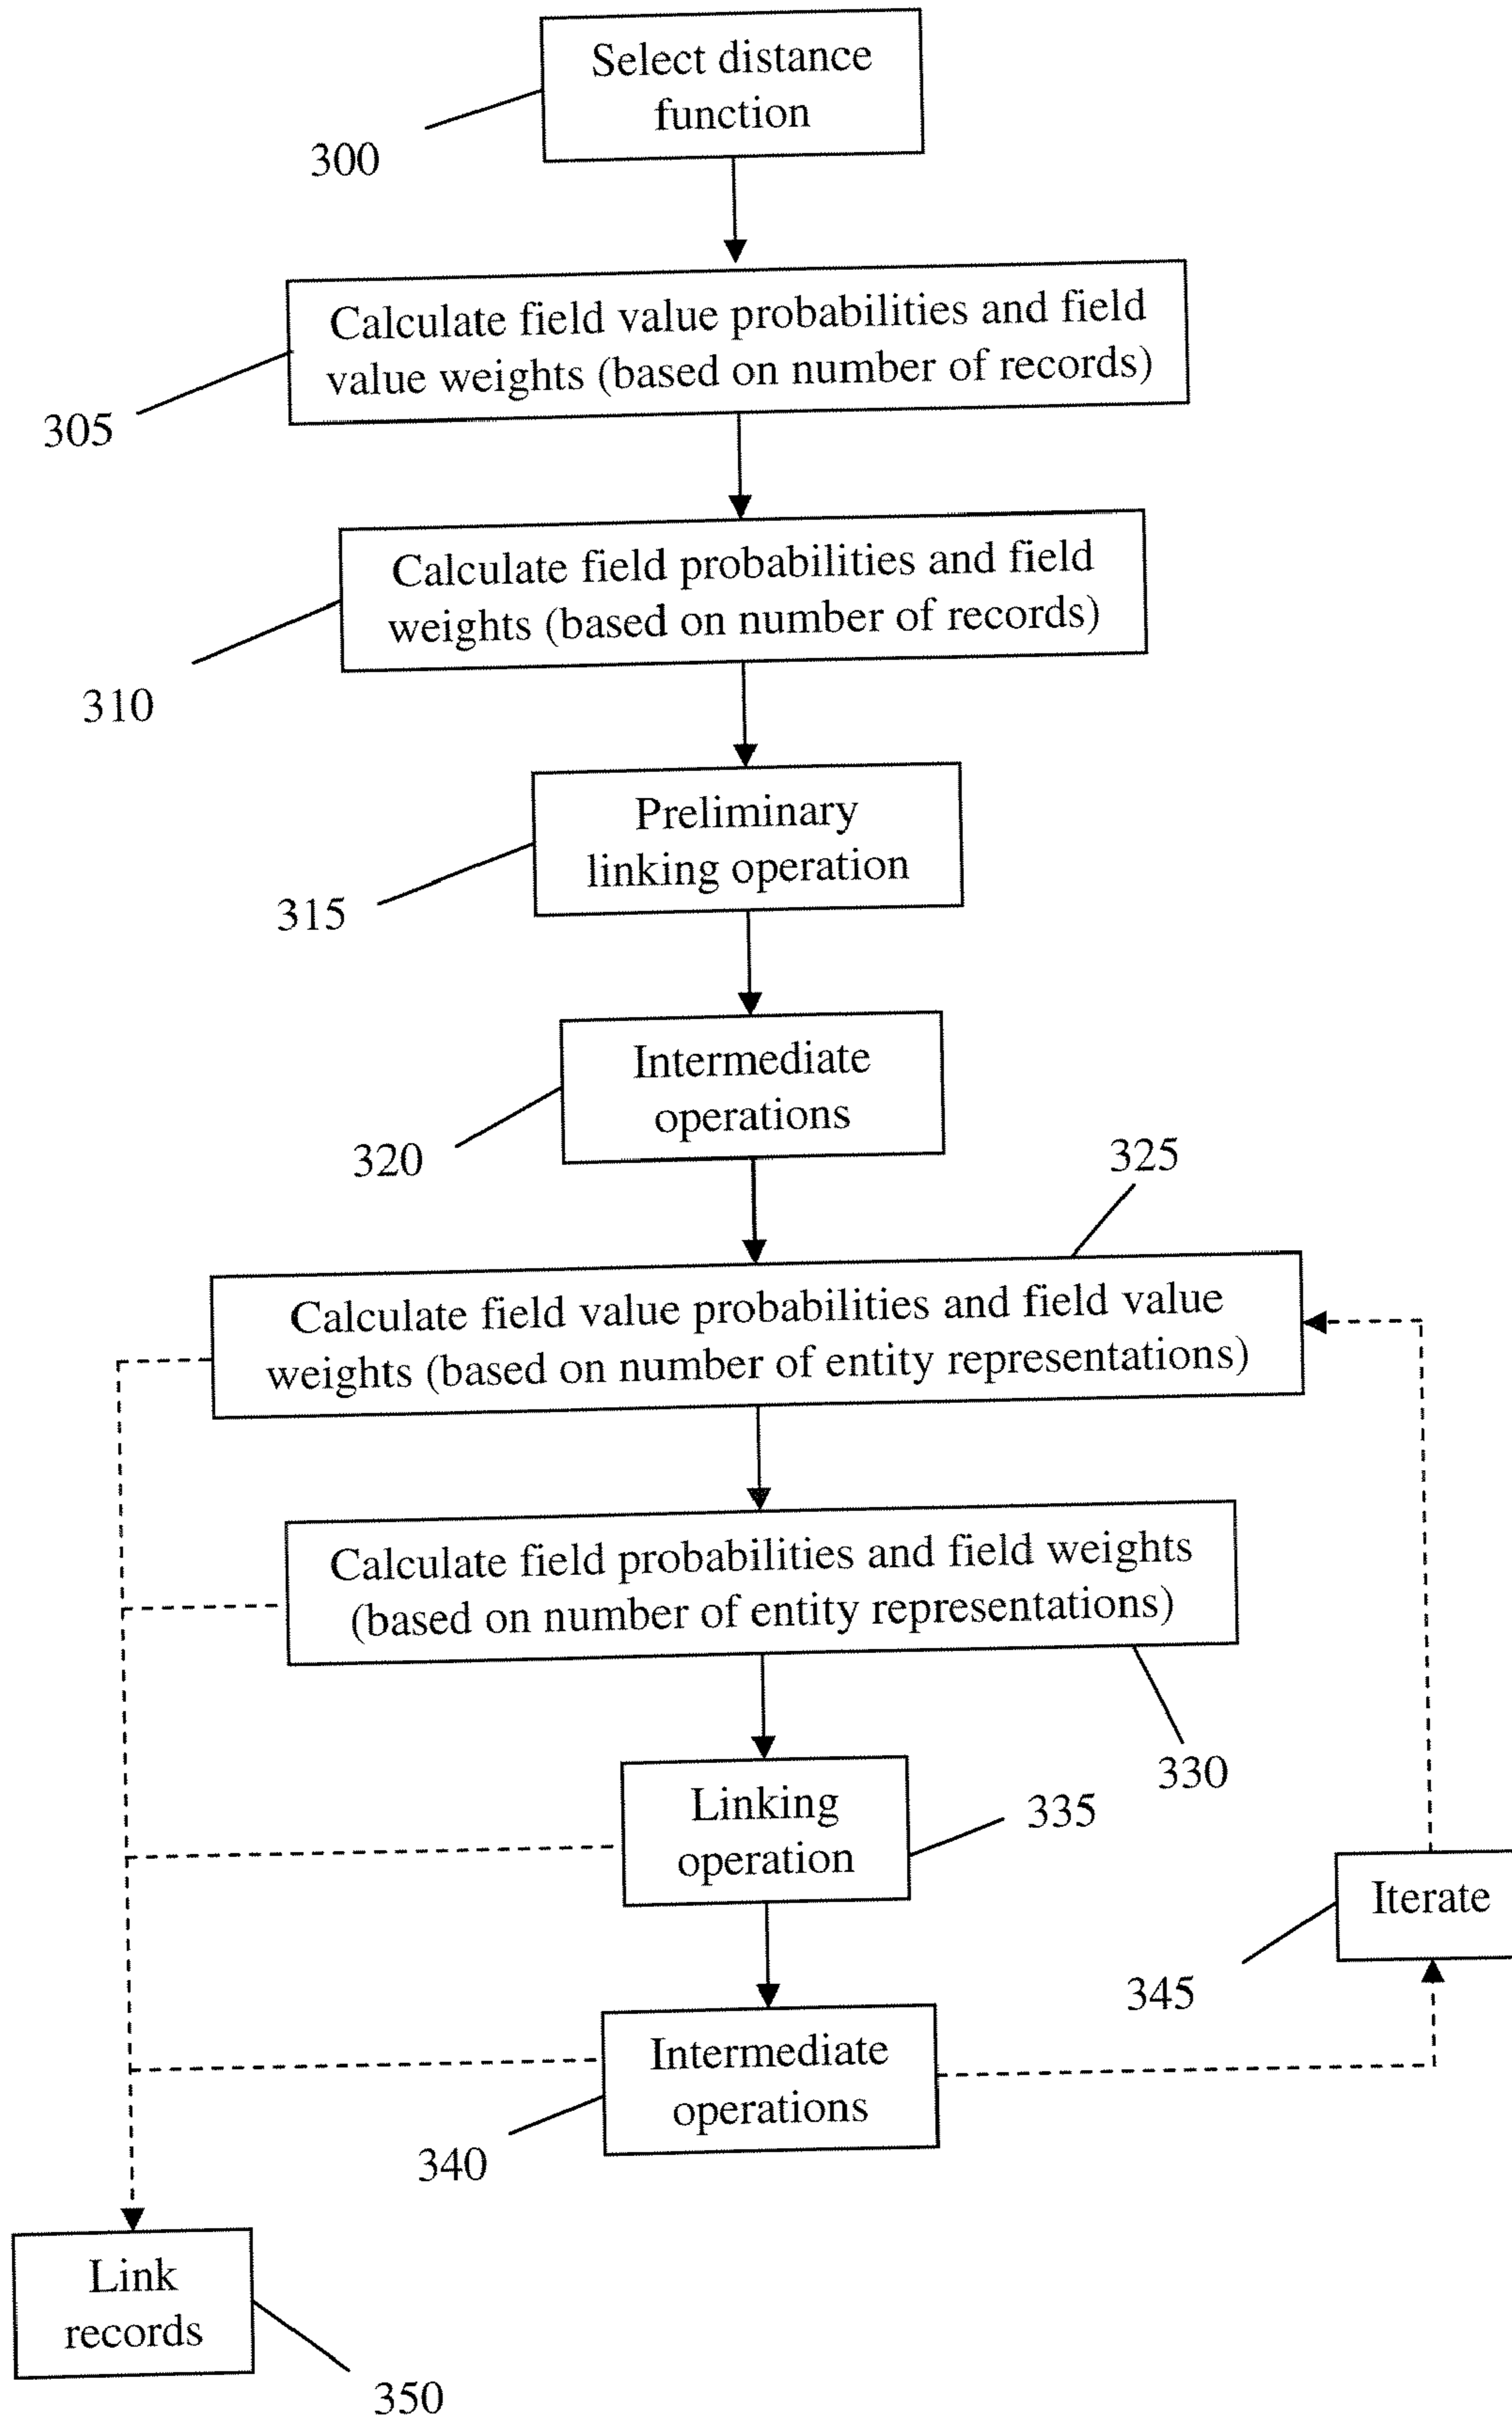 Select distance
function
300
Calculate field value probabilities and field
value weights (based on number of records)
305
Calculate field probabilities and field
weights (based on number of records)
310
Preliminary
linking operation
315
Intermediate
operations
320
325
Calculate field value probabilities and field value
weights (based on number of entity representations)
Calculate field probabilities and field weights
(based on number of entity representations)
330
Linking
operation
335
Iterate
345
Intermediate
operations
340
Link
records
350